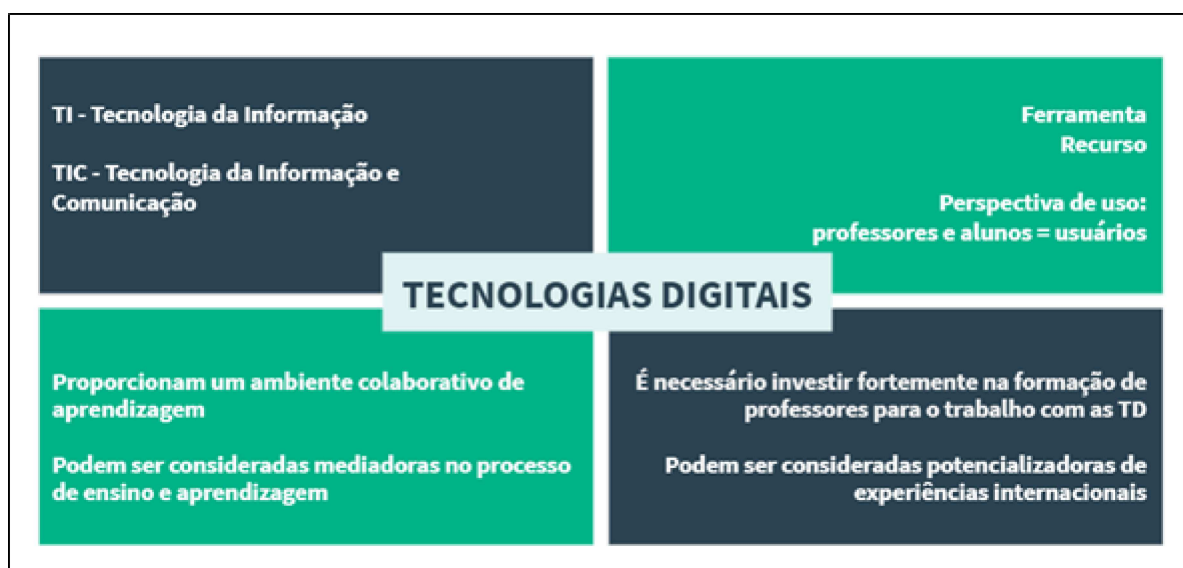 TI - Tecnologia da Informação
TIC - Tecnologia da Informação e
Comunicação
Ferramenta
Recurso
Perspectiva de uso:
professores e alunos = usuários
TECNOLOGIAS DIGITAIS
Proporcionam um ambiente colaborativo de
aprendizagem
Podem ser consideradas mediadoras no processo
de ensino e aprendizagem
É necessário investir fortemente na formação de
professores para o trabalho com as TD
Podem ser consideradas potencializadoras de
experiências internacionais